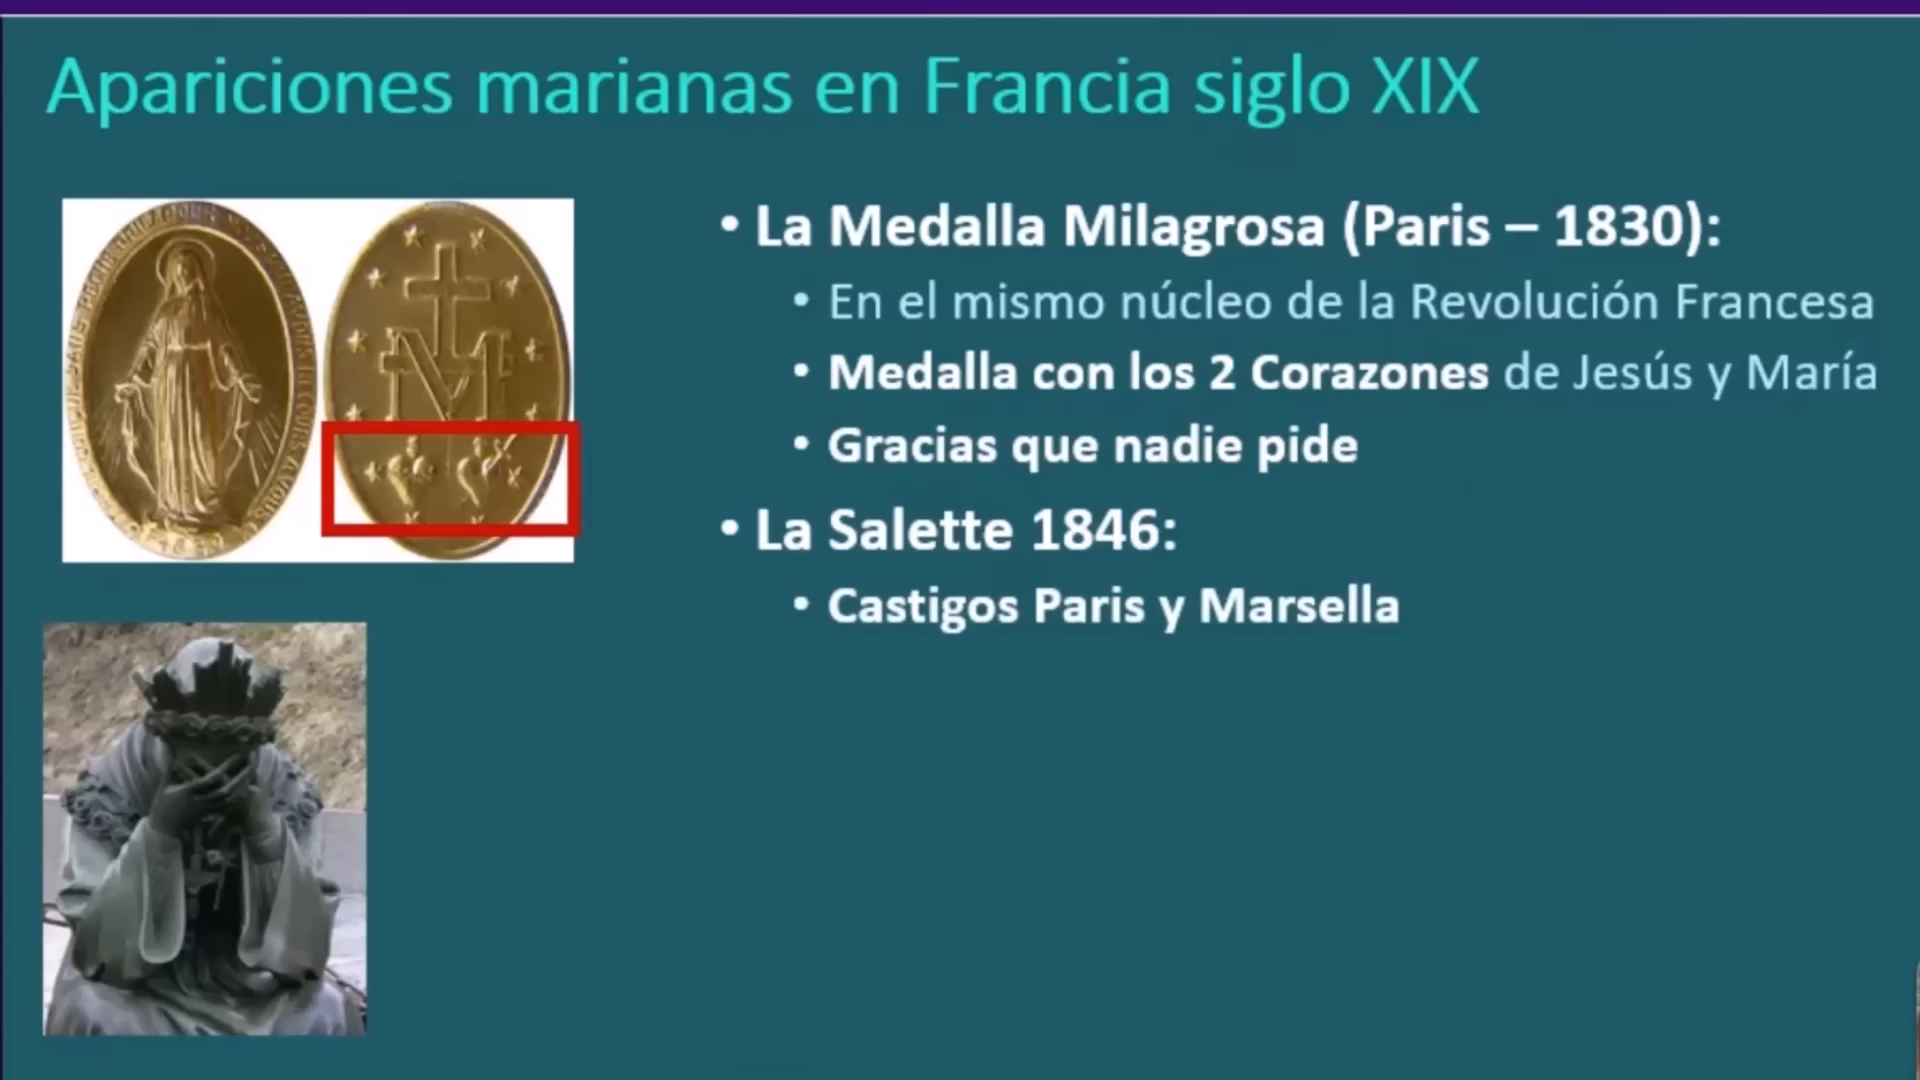 Apariciones marianas en Francia siglo XIX
• La Medalla Milagrosa (Paris – 1830):
• En el mismo núcleo de la Revolución Francesa
• Medalla con los 2 Corazones de Jesús y María
• Gracias que nadie pide
• La Salette 1846:
• Castigos Paris y Marsella